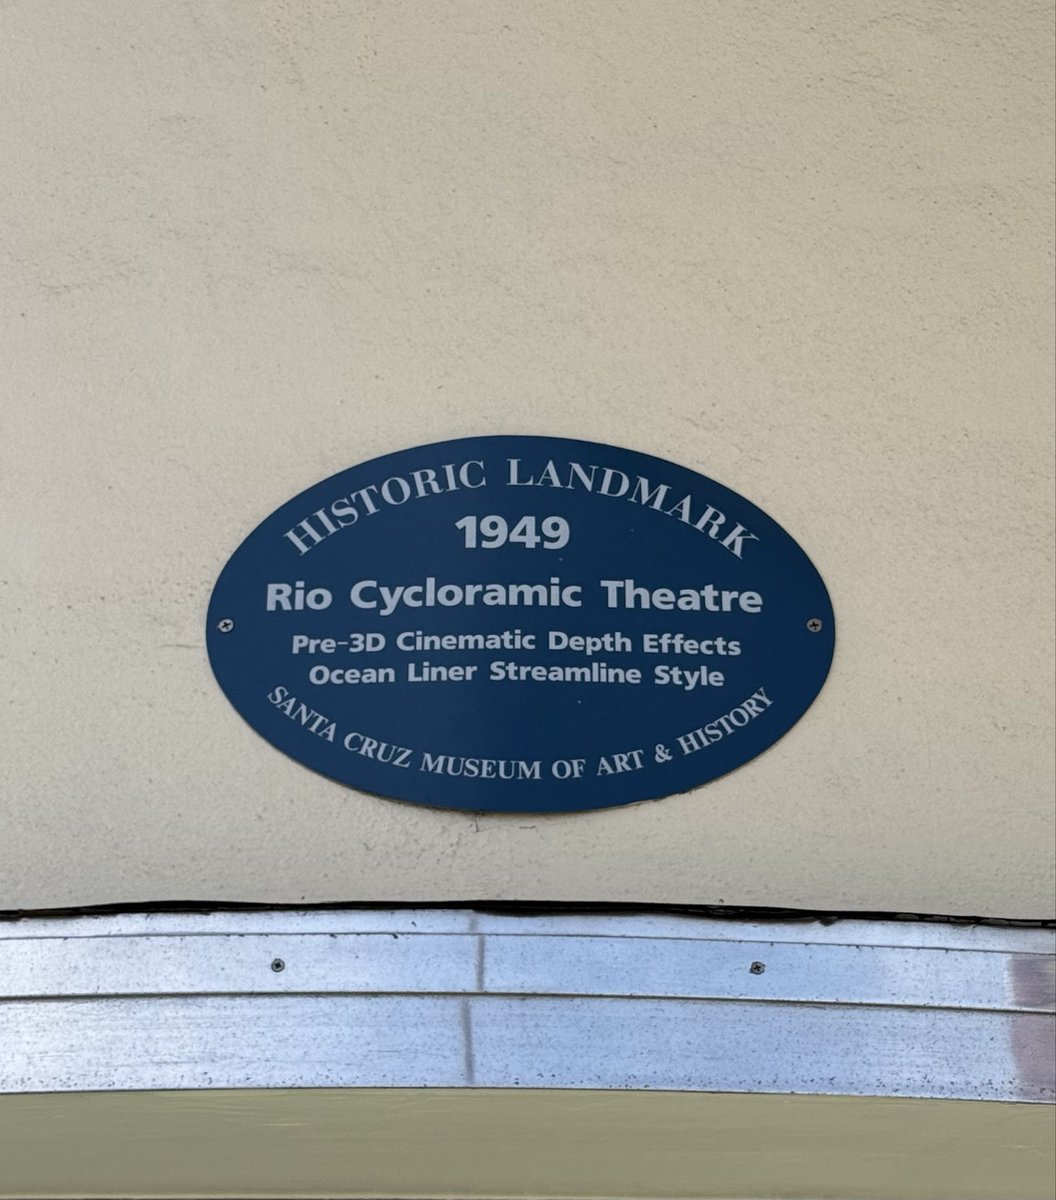 HISTORIC LANDMARK
1949
Rio Cycloramic Theatre
Pre-3D Cinematic Depth Effects
Ocean Liner Streamline Style
SANTA CRUZ MUSEUM OF ART & HISTORY